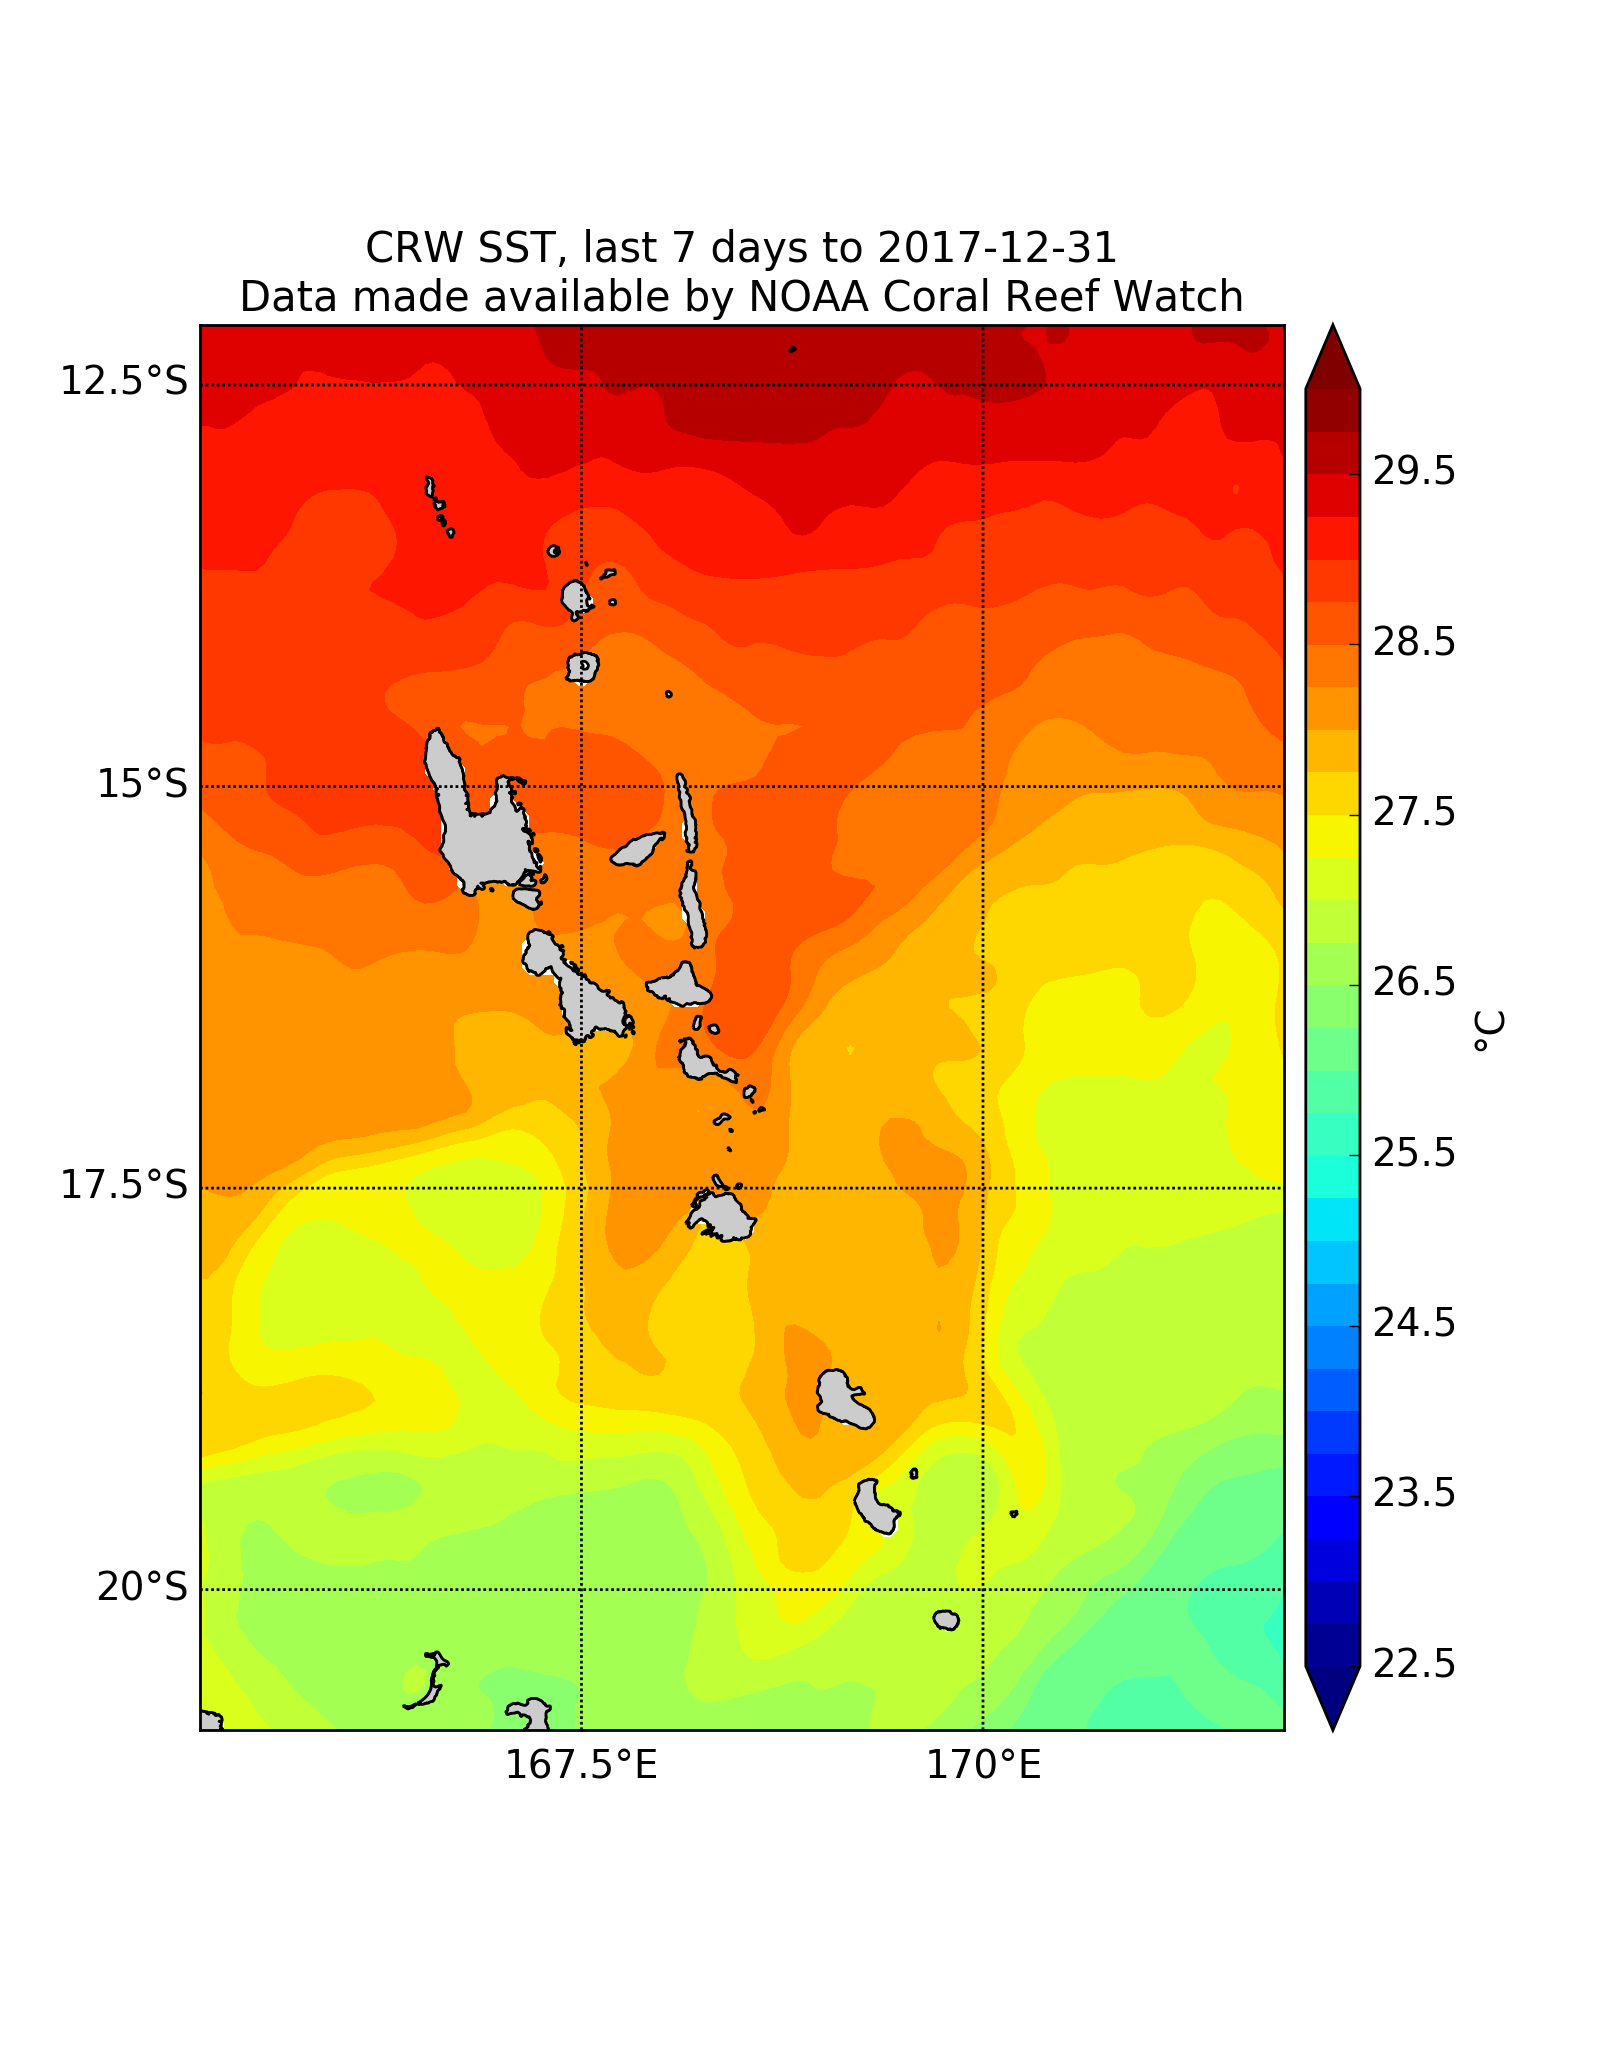 CRW SST, last 7 days to 2017-12-31
Data made available by NOAA Coral Reef Watch
12.5°S
15°S
17.5°S
20°S
167.5°E
170°E
29.5
28.5
27.5
26.5
25.5
24.5
23.5
22.5
°C